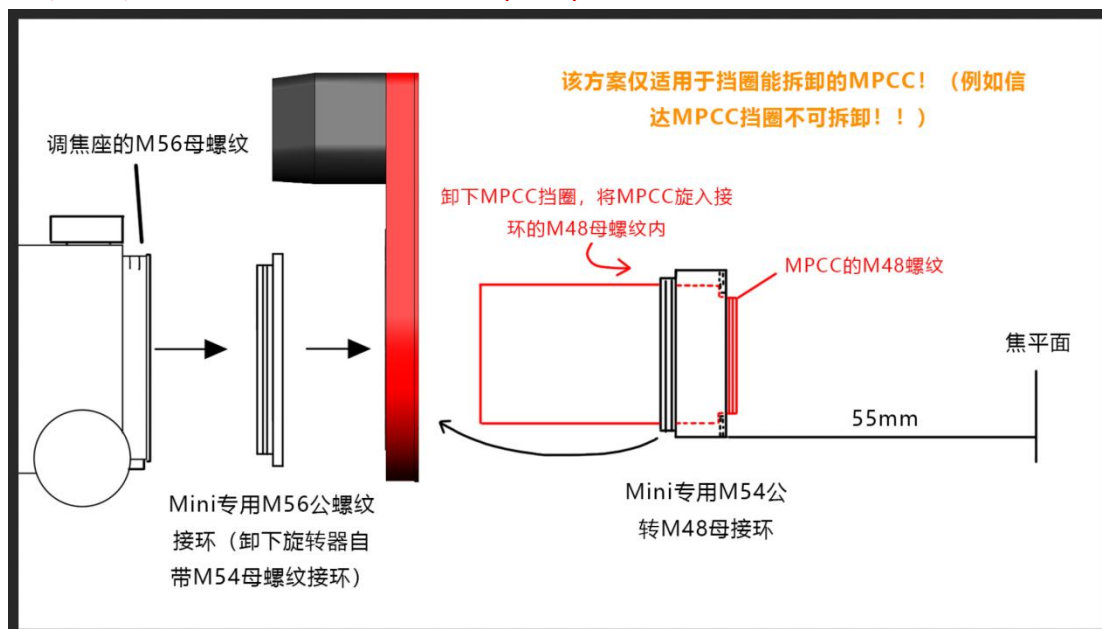 该方案仅适用于挡圈能拆卸的MPCC！（例如信
达MPCC挡圈不可拆卸！！）
调焦座的M56母螺纹
卸下MPCC挡圈，将MPCC旋入接
环的M48母螺纹内
MPCC的M48螺纹
焦平面
55mm
Mini专用M56公螺纹
接环（卸下旋转器自
带M54母螺纹接环）
Mini专用M54公
转M48母接环